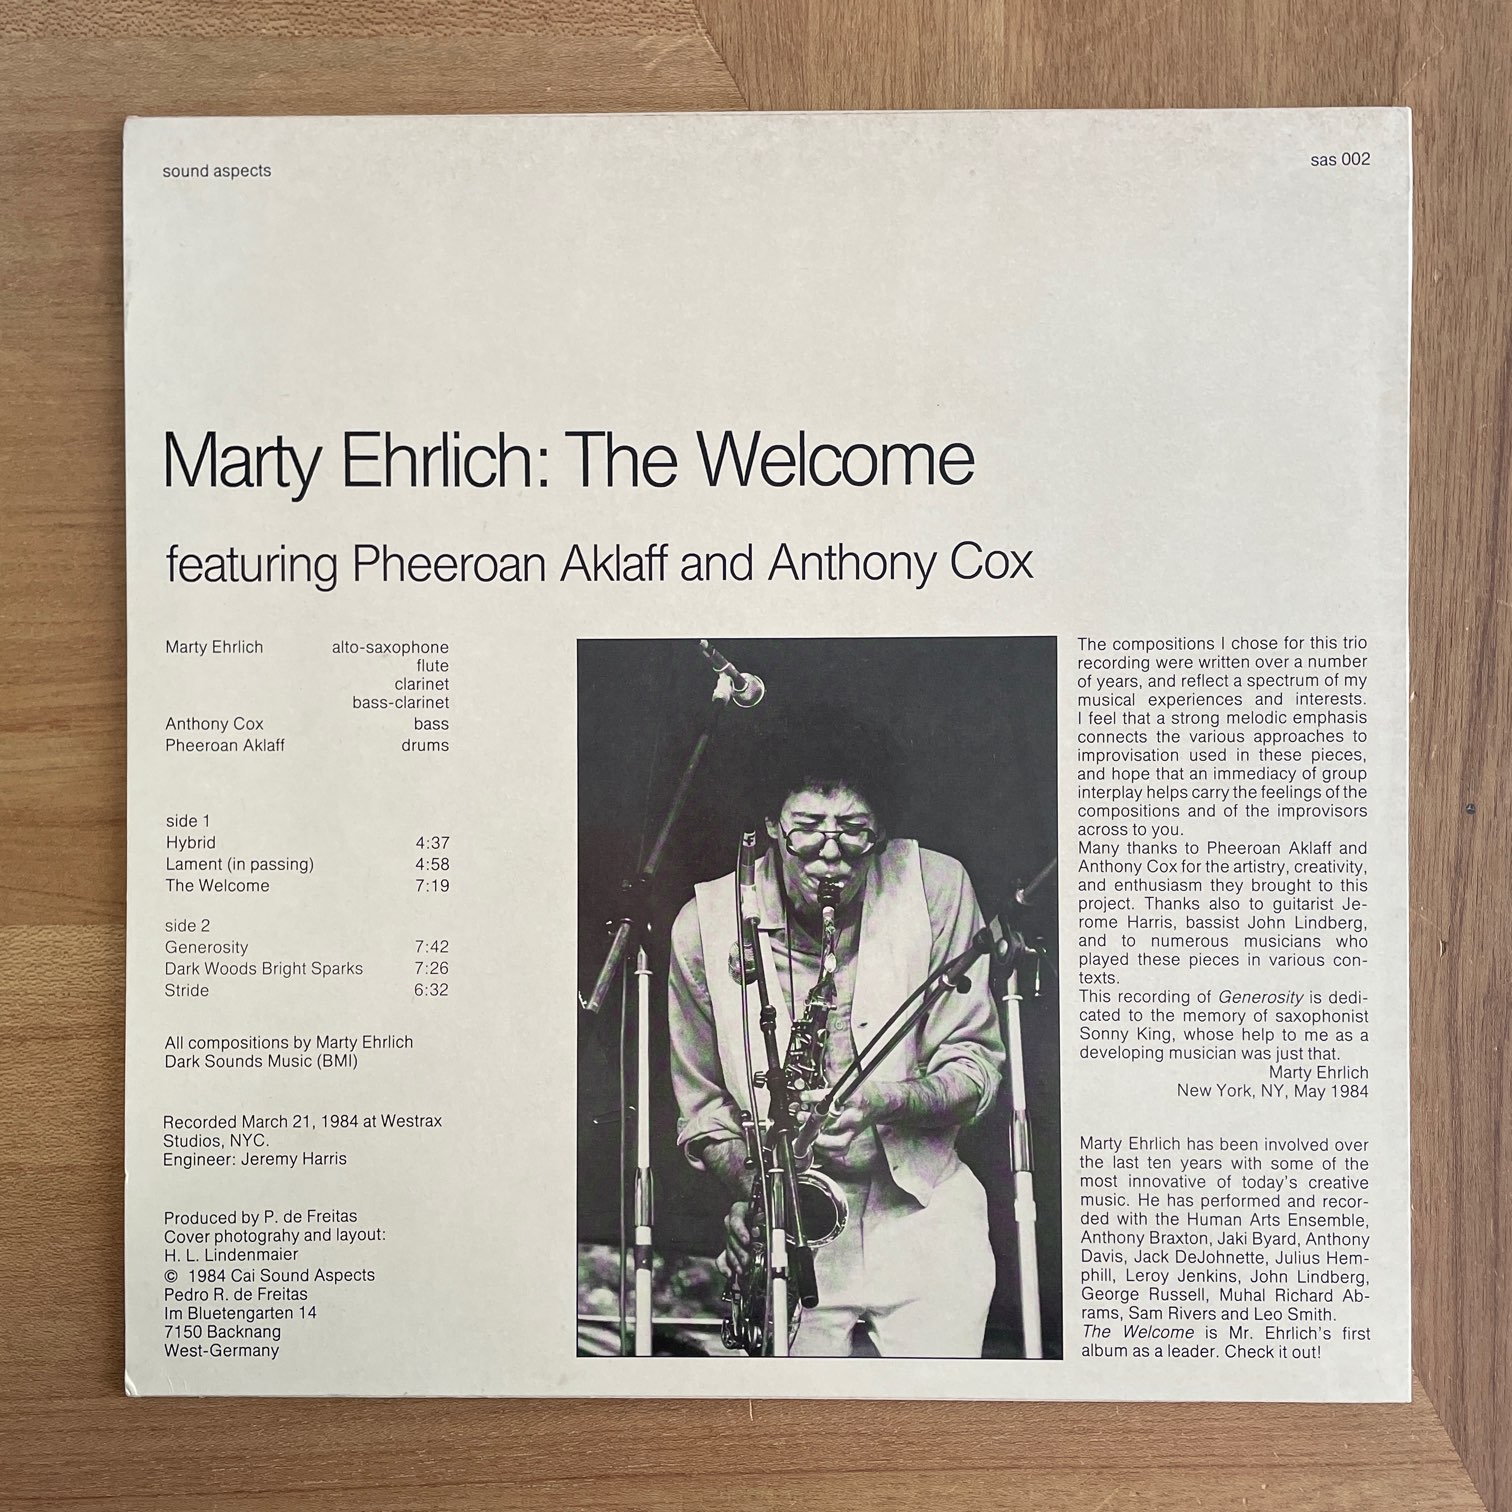 sound aspects
sas 002
Marty Ehrlich: The Welcome
featuring Pheeroan Aklaff and Anthony Cox
Marty Ehrlich alto-saxophone
flute
clarinet
bass-clarinet
Anthony Cox bass
Pheeroan Aklaff drums
side 1
Hybrid 4:37
Lament (in passing) 4:58
The Welcome 7:19
side 2
Generosity 7:42
Dark Woods Bright Sparks 7:26
Stride 6:32
All compositions by Marty Ehrlich
Dark Sounds Music (BMI)
Recorded March 21, 1984 at Westrax
Studios, NYC.
Engineer: Jeremy Harris
Produced by P. de Freitas
Cover photograhy and layout:
H. L. Lindenmaier
© 1984 Cai Sound Aspects
Pedro R. de Freitas
Im Bluetengarten 14
7150 Backnang
West-Germany
The compositions I chose for this trio
recording were written over a number
of years, and reflect a spectrum of my
musical experiences and interests.
I feel that a strong melodic emphasis
connects the various approaches to
improvisation used in these pieces,
and hope that an immediacy of group
interplay helps carry the feelings of the
compositions and of the improvisors
across to you.
Many thanks to Pheeroan Aklaff and
Anthony Cox for the artistry, creativity,
and enthusiasm they brought to this
project. Thanks also to guitarist Je-
rome Harris, bassist John Lindberg,
and to numerous musicians who
played these pieces in various con-
texts.
This recording of Generosity is dedi-
cated to the memory of saxophonist
Sonny King, whose help to me as a
developing musician was just that.
Marty Ehrlich
New York, NY, May 1984
Marty Ehrlich has been involved over
the last ten years with some of the
most innovative of today's creative
music. He has performed and recor-
ded with the Human Arts Ensemble,
Anthony Braxton, Jaki Byard, Anthony
Davis, Jack DeJohnette, Julius Hem-
phill, Leroy Jenkins, John Lindberg,
George Russell, Muhal Richard Ab-
rams, Sam Rivers and Leo Smith.
The Welcome is Mr. Ehrlich's first
album as a leader. Check it out!